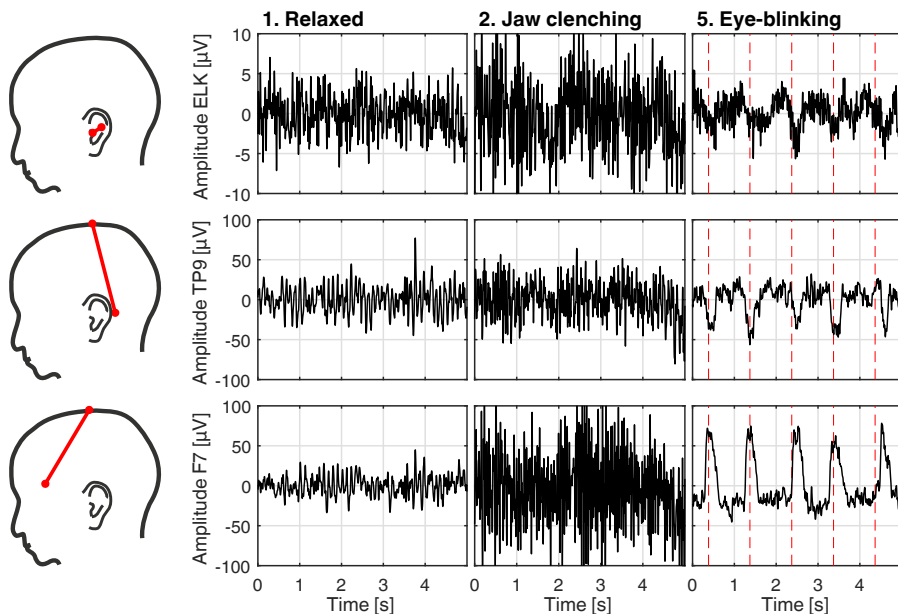 1. Relaxed
2. Jaw clenching
5. Eye-blinking
Amplitude ELK [µV]
10
5
0
-5
-10
Amplitude TP9 [µV]
100
50
0
-50
-100
Amplitude F7 [µV]
100
50
0
-50
-100
0 1 2 3 4
0 1 2 3 4
0 1 2 3 4
Time [s]
Time [s]
Time [s]